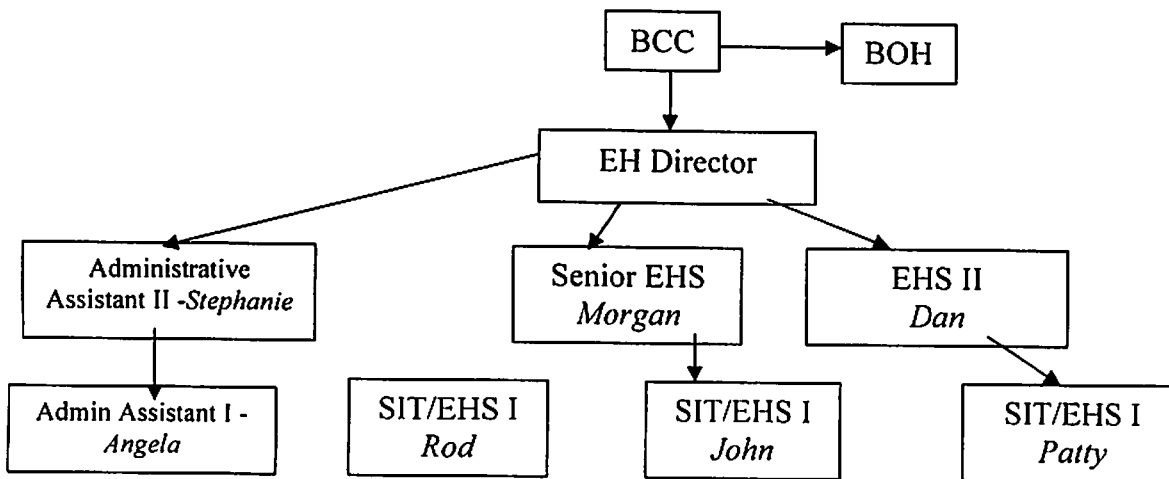 BCC
BOH
EH Director
Administrative
Assistant II -Stephanie
Senior EHS
Morgan
EHS II
Dan
Admin Assistant I -
Angela
SIT/EHS I
Rod
SIT/EHS I
John
SIT/EHS I
Patty